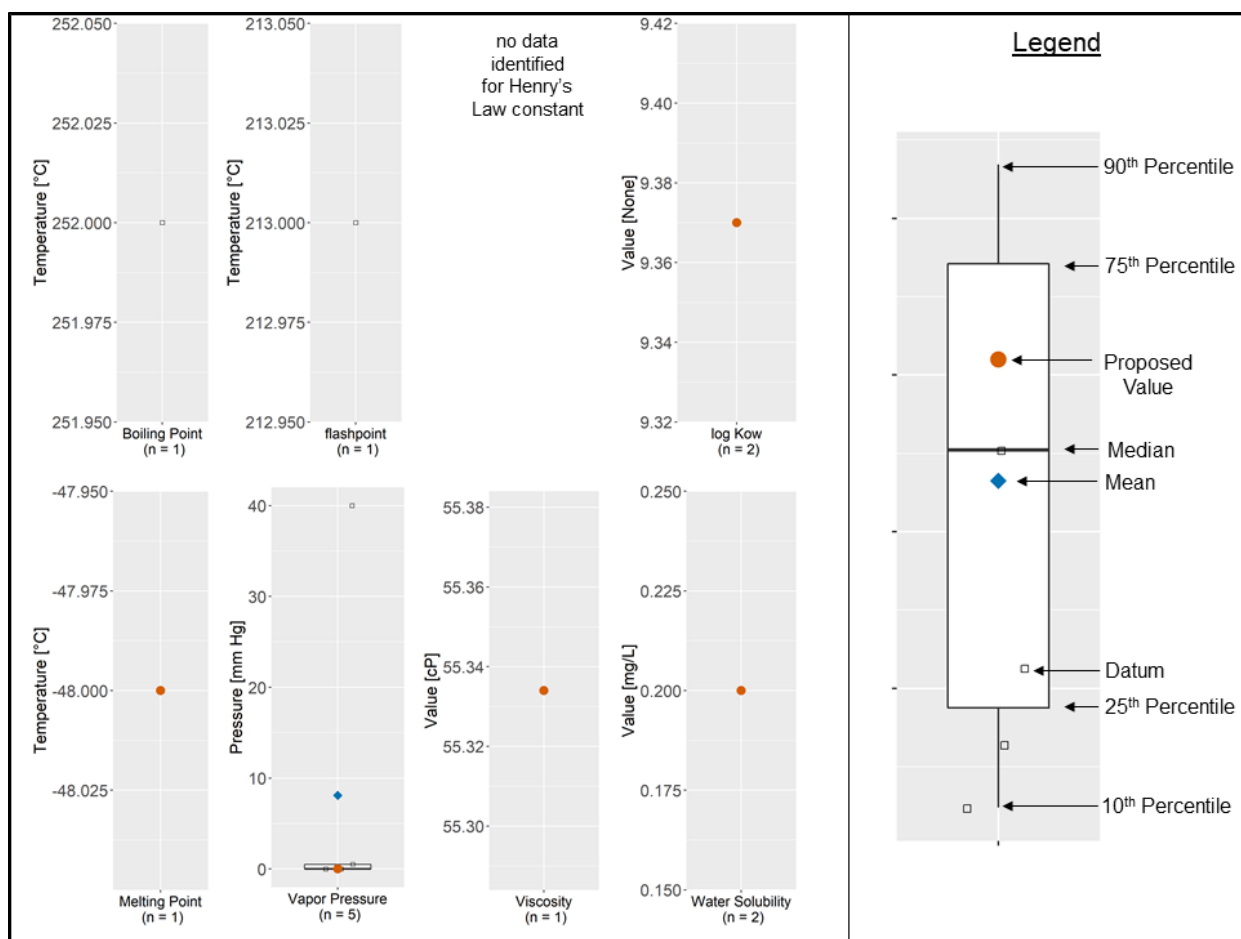 252.050
252.025
252.000
251.975
251.950
Temperature [°C]
Boiling Point
(n = 1)
213.050
213.025
213.000
212.975
212.950
Temperature [°C]
flashpoint
(n = 1)
no data
identified
for Henry's
Law constant
9.42
9.40
9.38
9.36
9.34
9.32
Value [None]
log Kow
(n = 2)
-47.950
-47.975
-48.000
-48.025
Temperature [°C]
Melting Point
(n = 1)
40
30
20
10
0
Pressure [mm Hg]
Vapor Pressure
(n = 5)
55.38
55.36
55.34
55.32
55.30
Value [cP]
Viscosity
(n = 1)
0.250
0.225
0.200
0.175
0.150
Value [mg/L]
Water Solubility
(n = 2)
Legend
90th Percentile
75th Percentile
Proposed
Value
Median
Mean
Datum
25th Percentile
10th Percentile